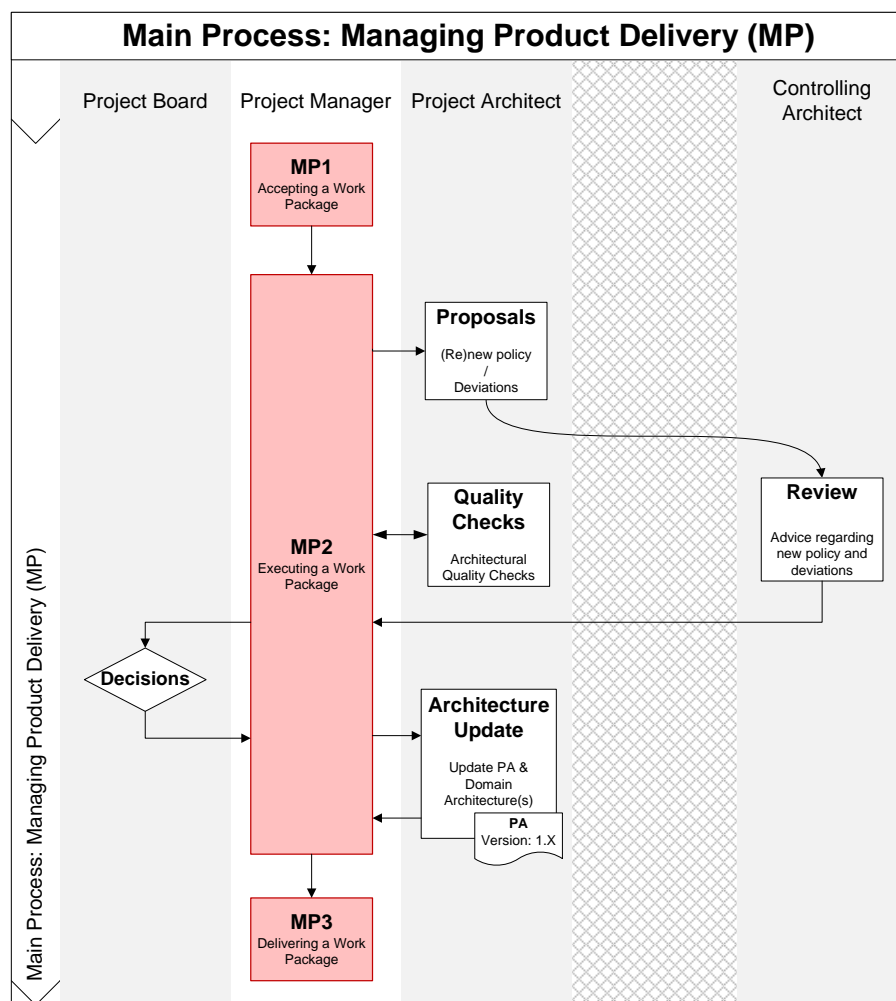 Main Process: Managing Product Delivery (MP)
Project Board
Project Manager
Project Architect
Controlling
Architect
MP1
Accepting a Work
Package
Proposals
(Re)new policy
/
Deviations
Quality
Checks
Architectural
Quality Checks
Review
Advice regarding
new policy and
deviations
MP2
Executing a Work
Package
Decisions
Architecture
Update
Update PA &
Domain
Architecture(s)
PA
Version: 1.X
MP3
Delivering a Work
Package
Main Process: Managing Product Delivery (MP)